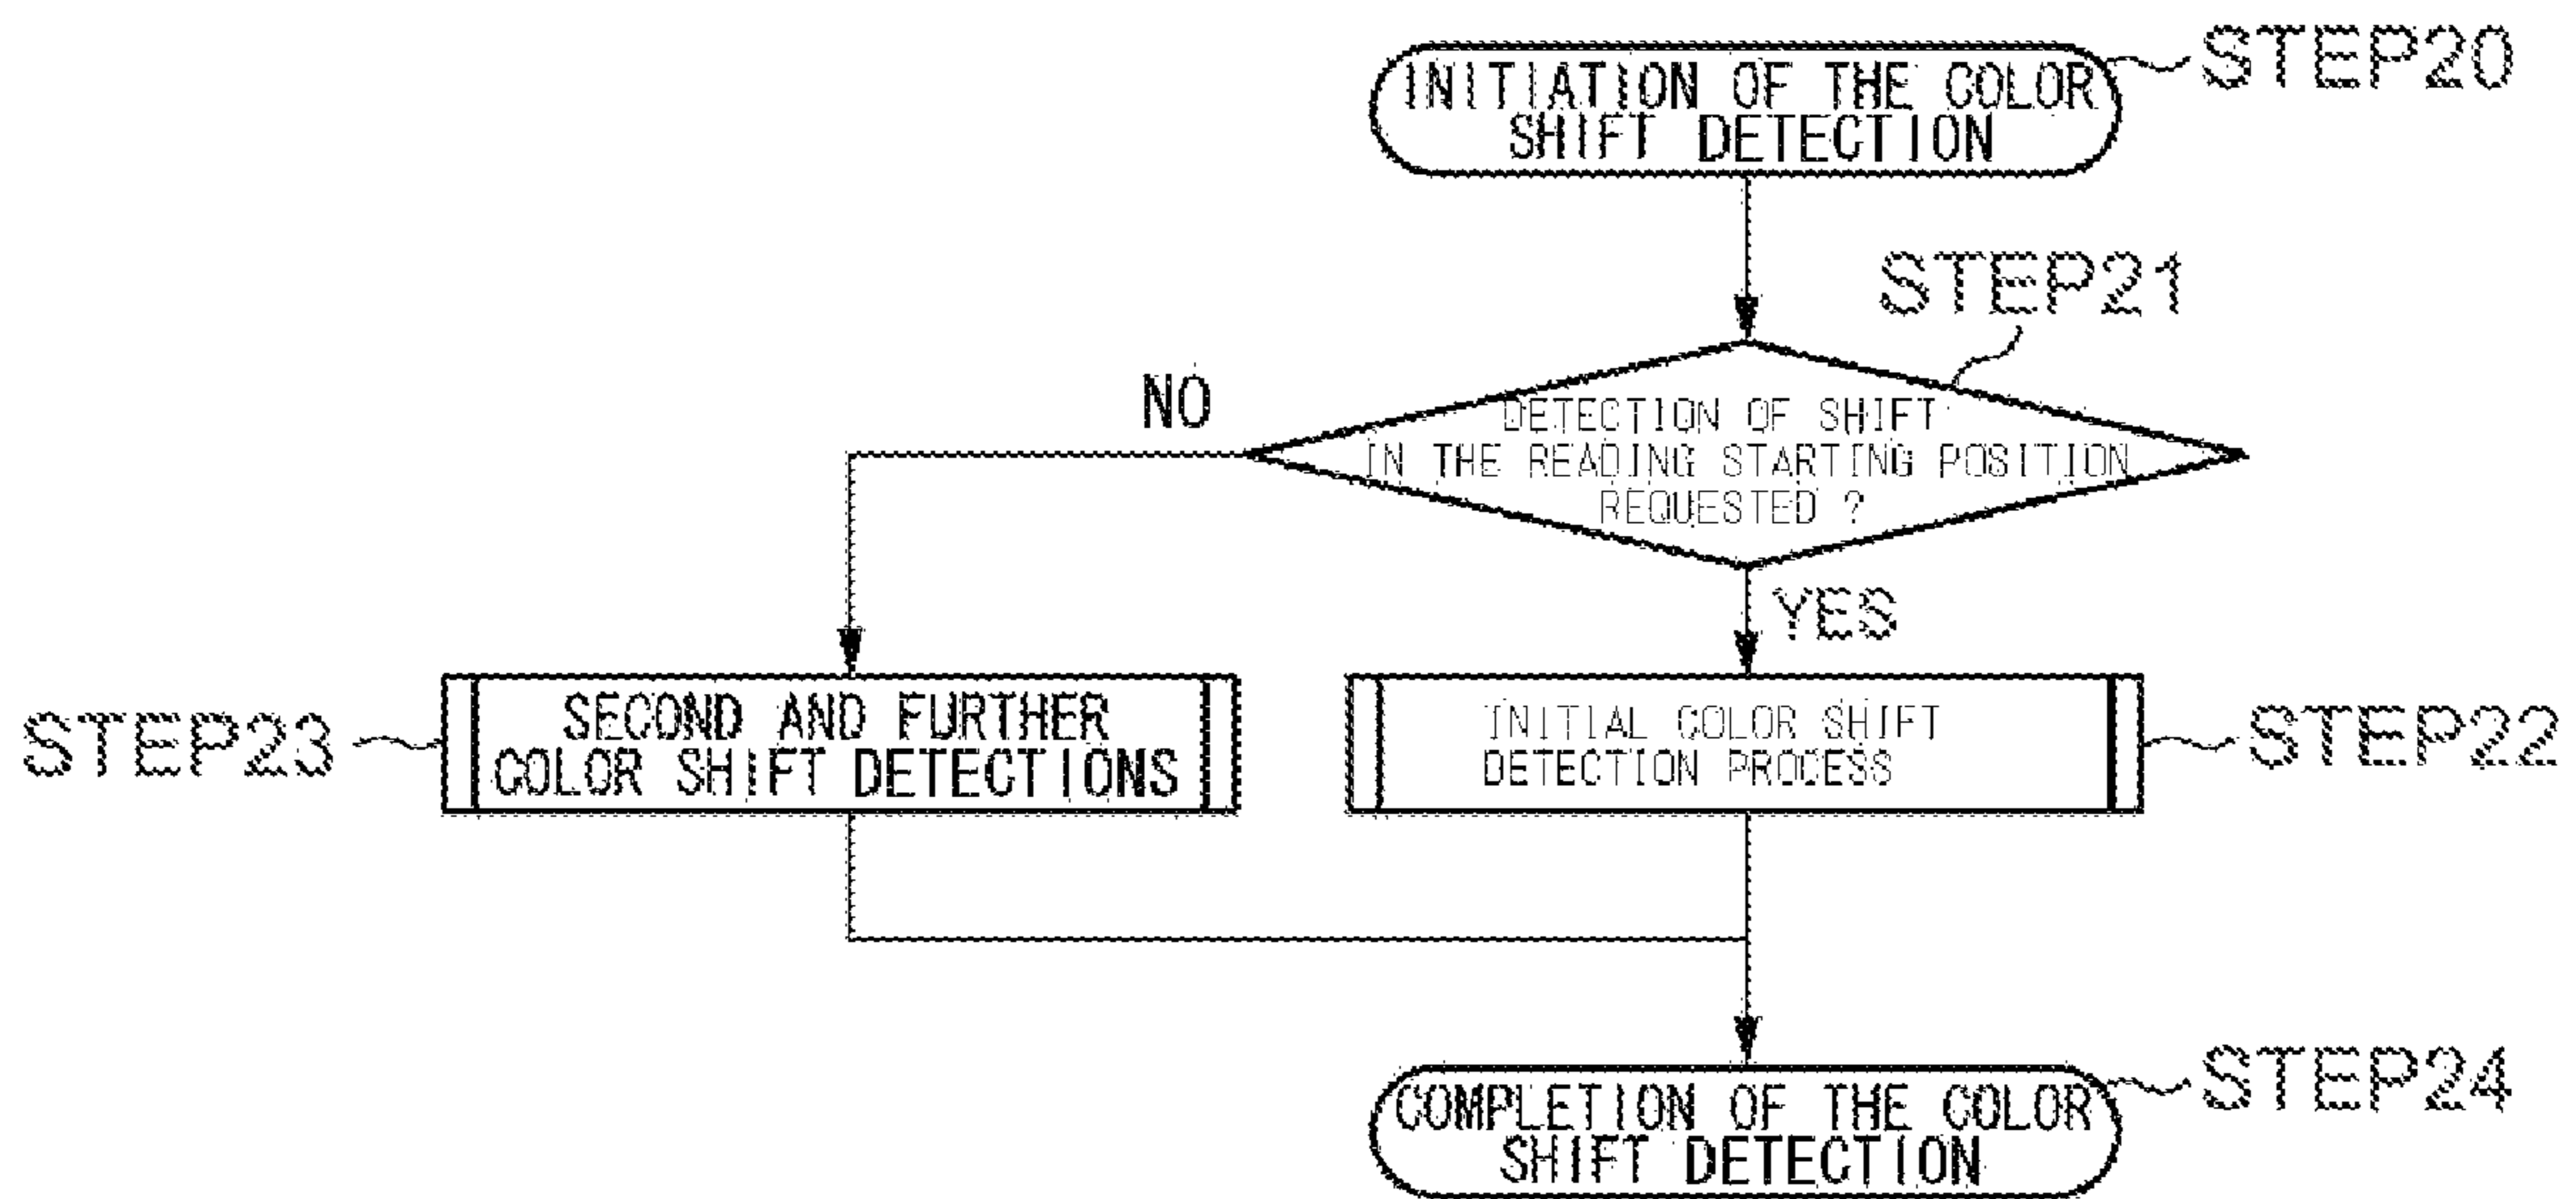 INITIATION OF THE COLOR
SHIFT DETECTION
STEP20
STEP21
DETECTION OF SHIFT
IN THE READING STARTING POSITION
REQUESTED ?
NO
YES
STEP23
SECOND AND FURTHER
COLOR SHIFT DETECTIONS
INITIAL COLOR SHIFT
DETECTION PROCESS
STEP22
COMPLETION OF THE COLOR
SHIFT DETECTION
STEP24